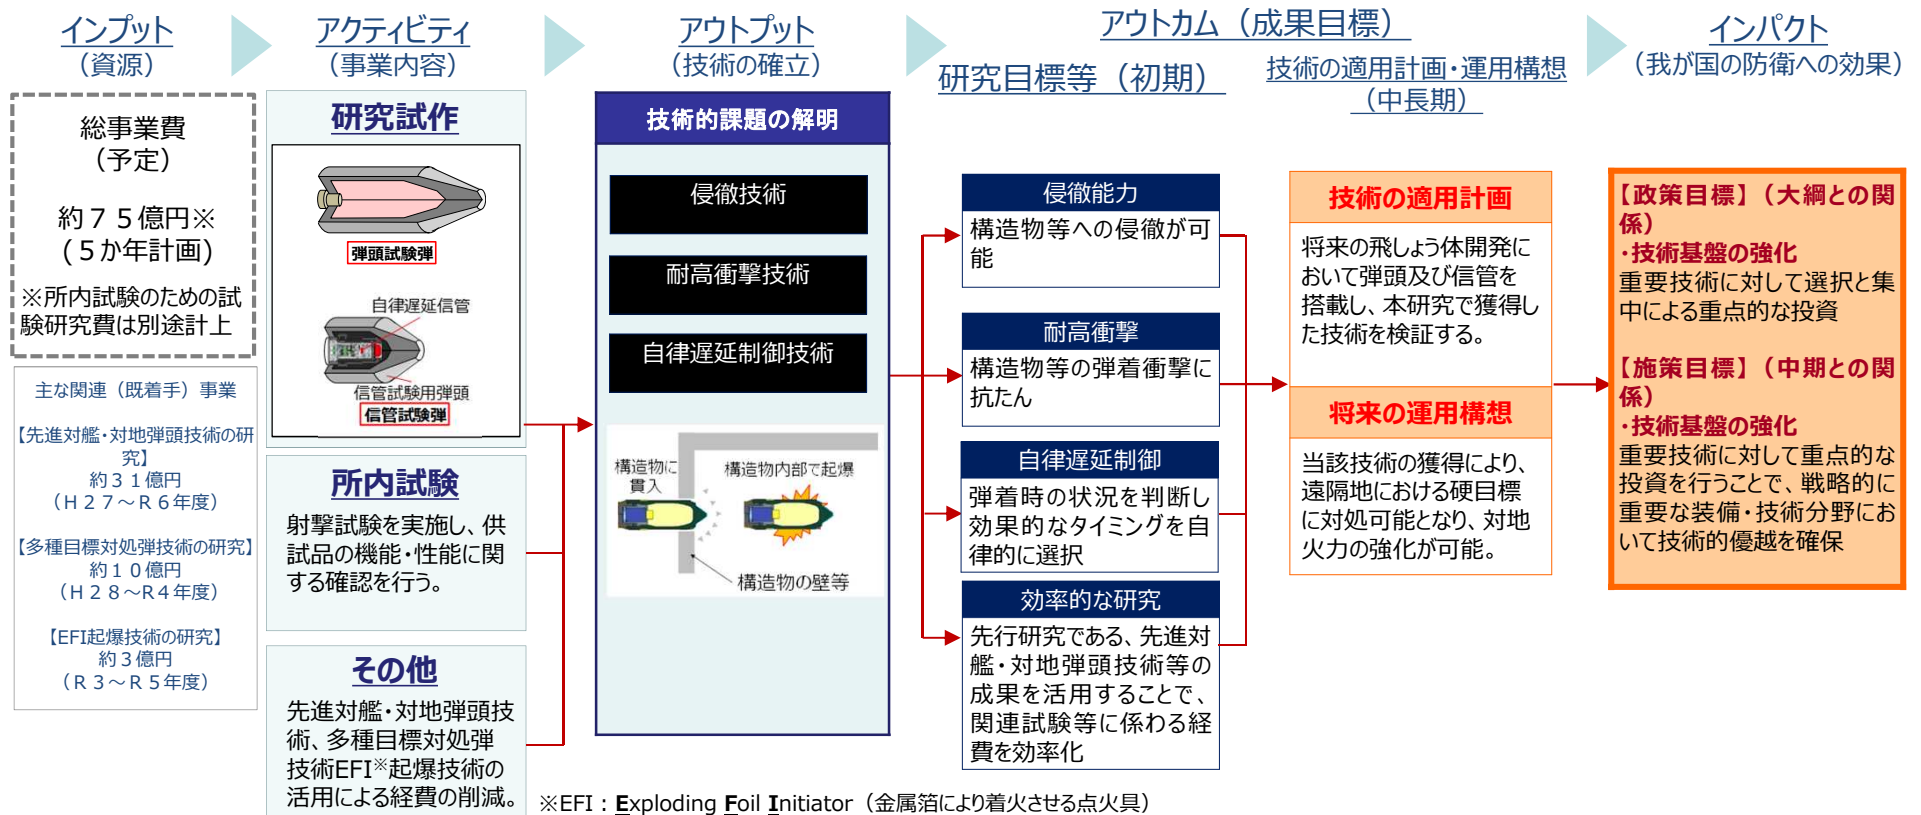 インプット
（資源）
アクティビティ
（事業内容）
アウトプット
（技術の確立）
アウトカム（成果目標）
研究目標等（初期）
技術の適用計画・運用構想
（中長期）
インパクト
（我が国の防衛への効果）
総事業費
（予定）
約７５億円※
(５か年計画)
※所内試験のための試
験研究費は別途計上
主な関連（既着手）事業
【先進対艦・対地弾頭技術の研
究】
約３１億円
（Ｈ２７～Ｒ６年度）
【多種目標対処弾技術の研究】
約１０億円
（Ｈ２８～R４年度）
【EFI起爆技術の研究】
約３億円
（Ｒ３～Ｒ５年度）
研究試作
弾頭試験弾
自律遅延信管
信管試験用弾頭
信管試験弾
所内試験
射撃試験を実施し、供
試品の機能・性能に関
する確認を行う。
その他
先進対艦・対地弾頭技
術、多種目標対処弾
技術EFI※起爆技術の
活用による経費の削減。
技術的課題の解明
侵徹技術
耐高衝撃技術
自律遅延制御技術
構造物に
貫入
構造物内部で起爆
構造物の壁等
侵徹能力
構造物等への侵徹が可
能
耐高衝撃
構造物等の弾着衝撃に
抗たん
自律遅延制御
弾着時の状況を判断し
効果的なタイミングを自
律的に選択
効率的な研究
先行研究である、先進対
艦・対地弾頭技術等の
成果を活用することで、
関連試験等に係わる経
費を効率化
技術の適用計画
将来の飛しょう体開発に
おいて弾頭及び信管を
搭載し、本研究で獲得し
た技術を検証する。
将来の運用構想
当該技術の獲得により、
遠隔地における硬目標
に対処可能となり、対地
火力の強化が可能。
【政策目標】（大綱との関
係）
・技術基盤の強化
重要技術に対して選択と集
中による重点的な投資
【施策目標】（中期との関
係）
・技術基盤の強化
重要技術に対して重点的な
投資を行うことで、戦略的に
重要な装備・技術分野にお
いて技術的優越を確保
※EFI：Exploding Foil Initiator（金属箔により着火させる点火具）